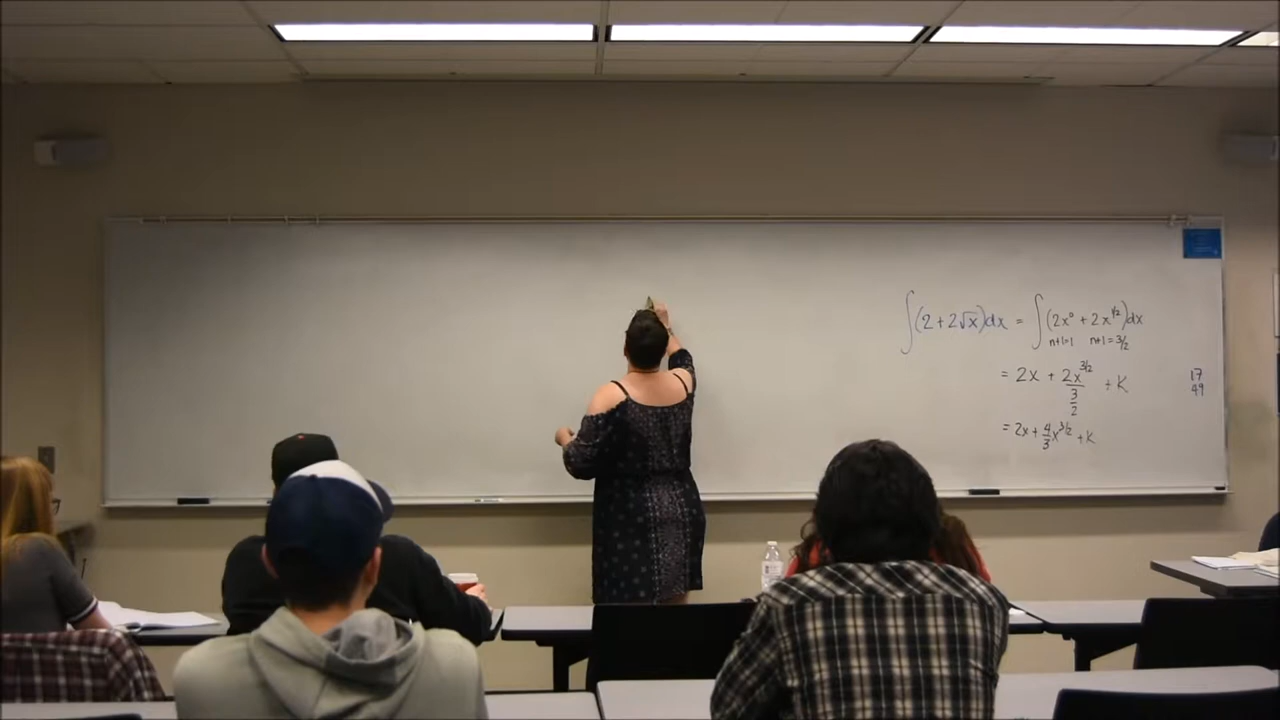 ∫(2+2√x)dx = ∫(2x⁰ + 2x^1/2)dx
n+1=1 n+1=3/2
= 2x + 2x^3/2 / 3/2 + K
17
49
= 2x + 4/3 x^3/2 + K